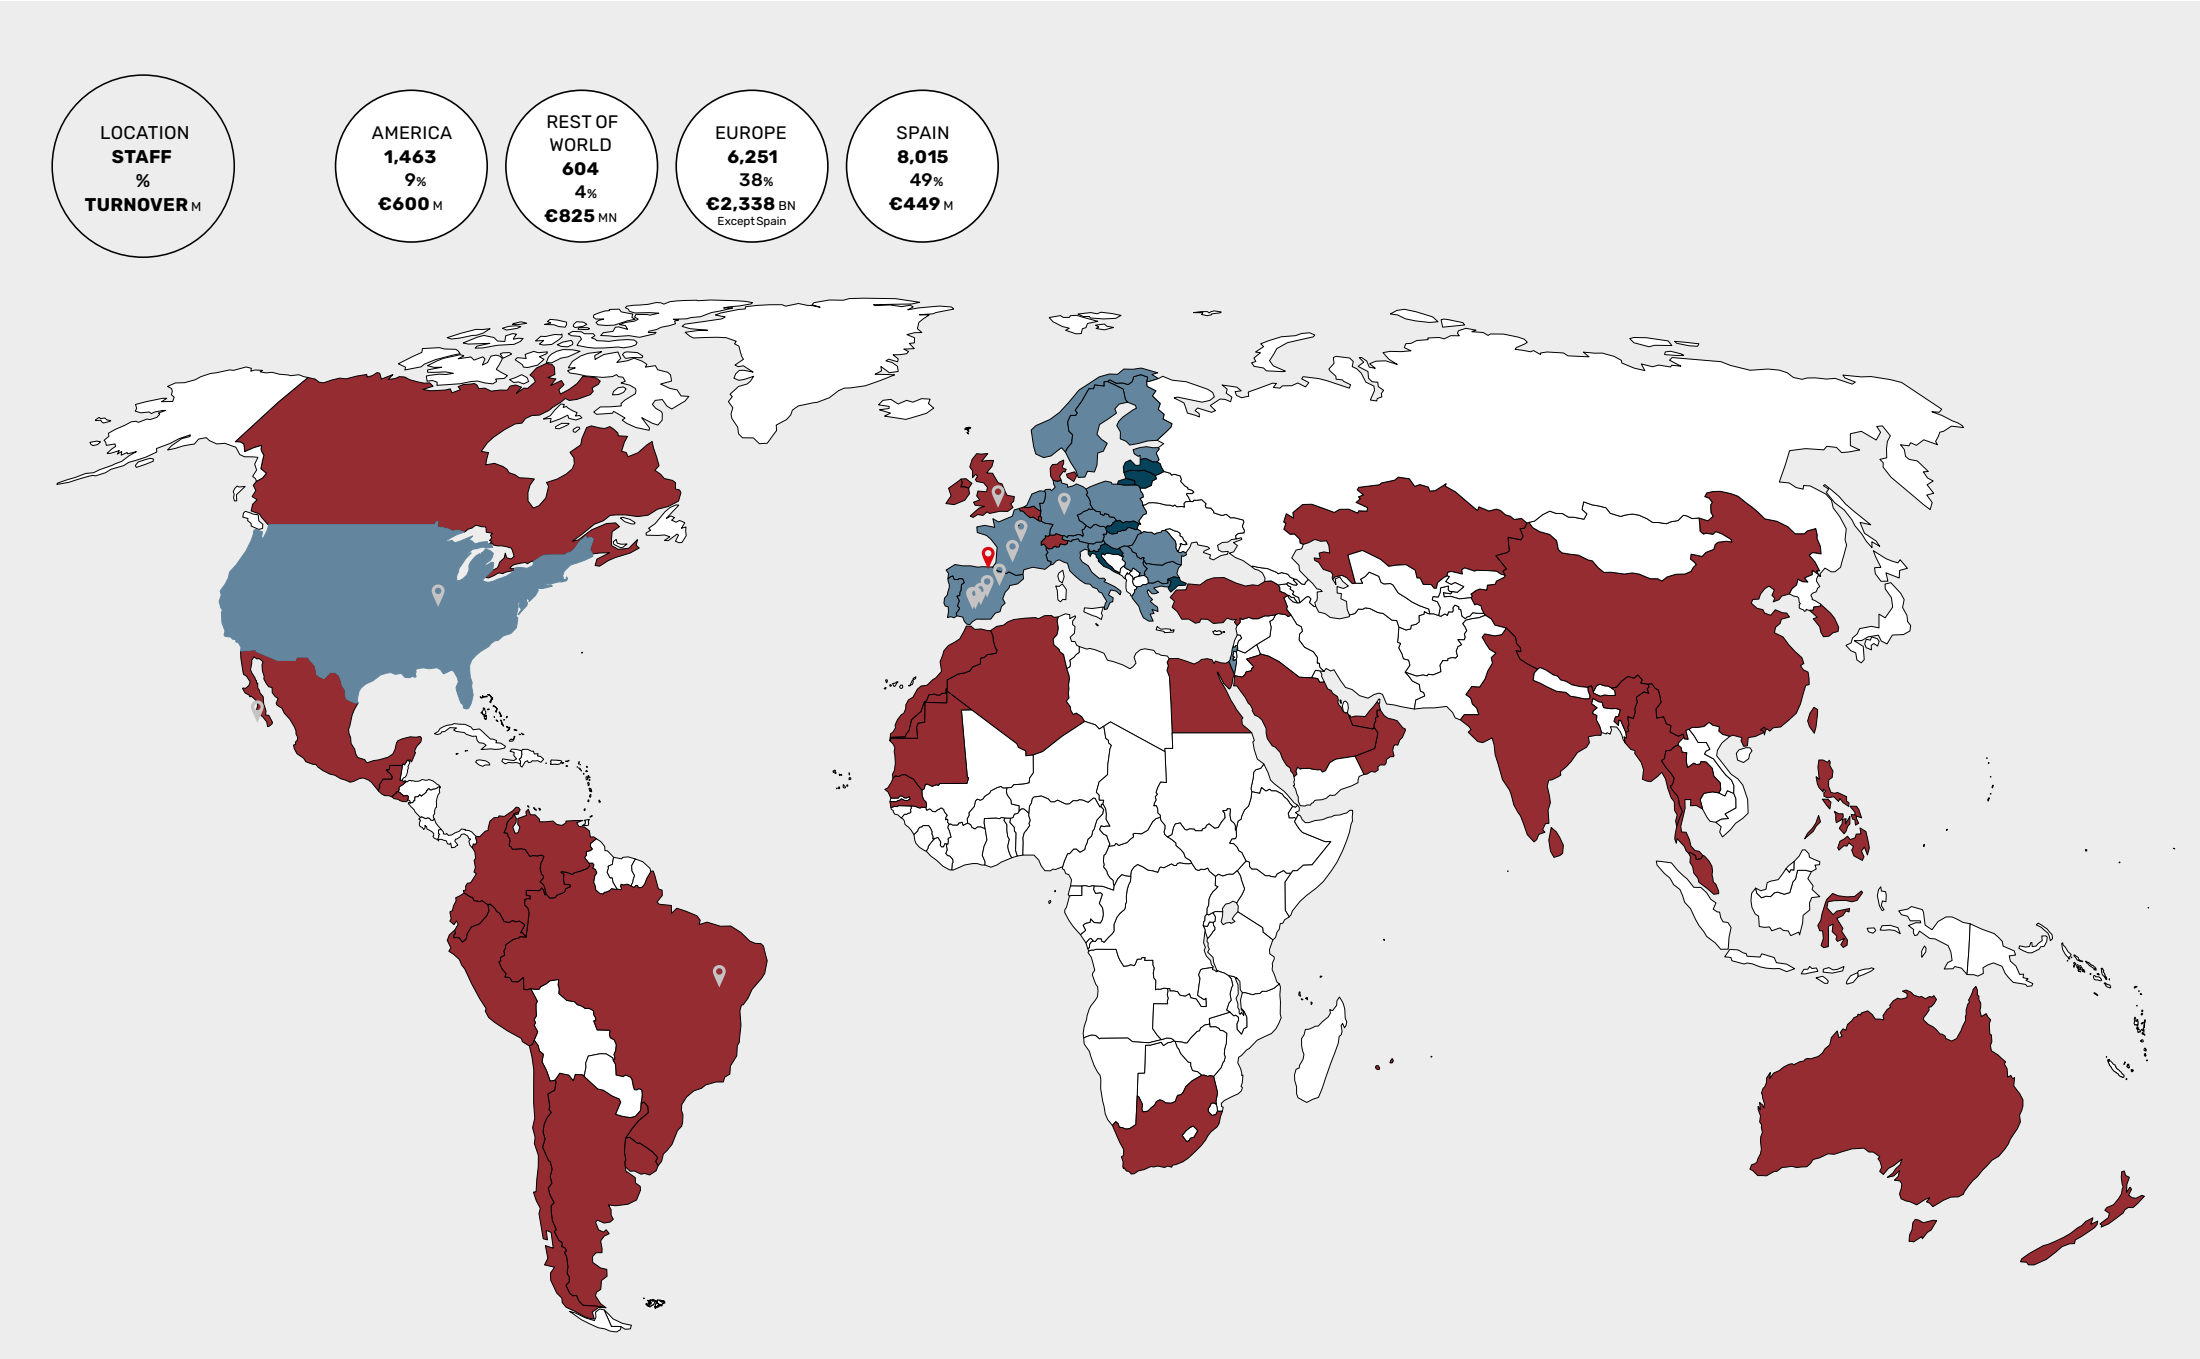 LOCATION
STAFF
%
TURNOVER M
AMERICA
1,463
9%
€600 M
REST OF
WORLD
604
4%
€825 MN
EUROPE
6,251
38%
€2,338 BN
Except Spain
SPAIN
8,015
49%
€449 M